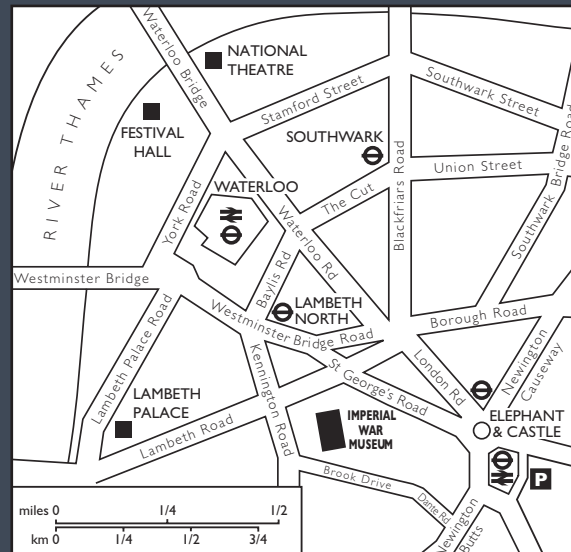 Waterloo Bridge
NATIONAL
THEATRE
RIVER THAMES
FESTIVAL
HALL
Stamford Street
Southwark Street
SOUTHWARK
Blackfriars Road
Union Street
Southwark Bridge Road
York Road
WATERLOO
The Cut
Waterloo Rd
Westminster Bridge
Baylis Rd
LAMBETH
NORTH
Westminster Bridge Road
Borough Road
Lambeth Palace Road
Kennington Road
St George's Road
London Rd
Newington
Causeway
LAMBETH
PALACE
Lambeth Road
IMPERIAL
WAR
MUSEUM
ELEPHANT
& CASTLE
Brook Drive
Dante Rd
Newington
Butts
P
miles 0 1/4 1/2
km 0 1/4 1/2 3/4